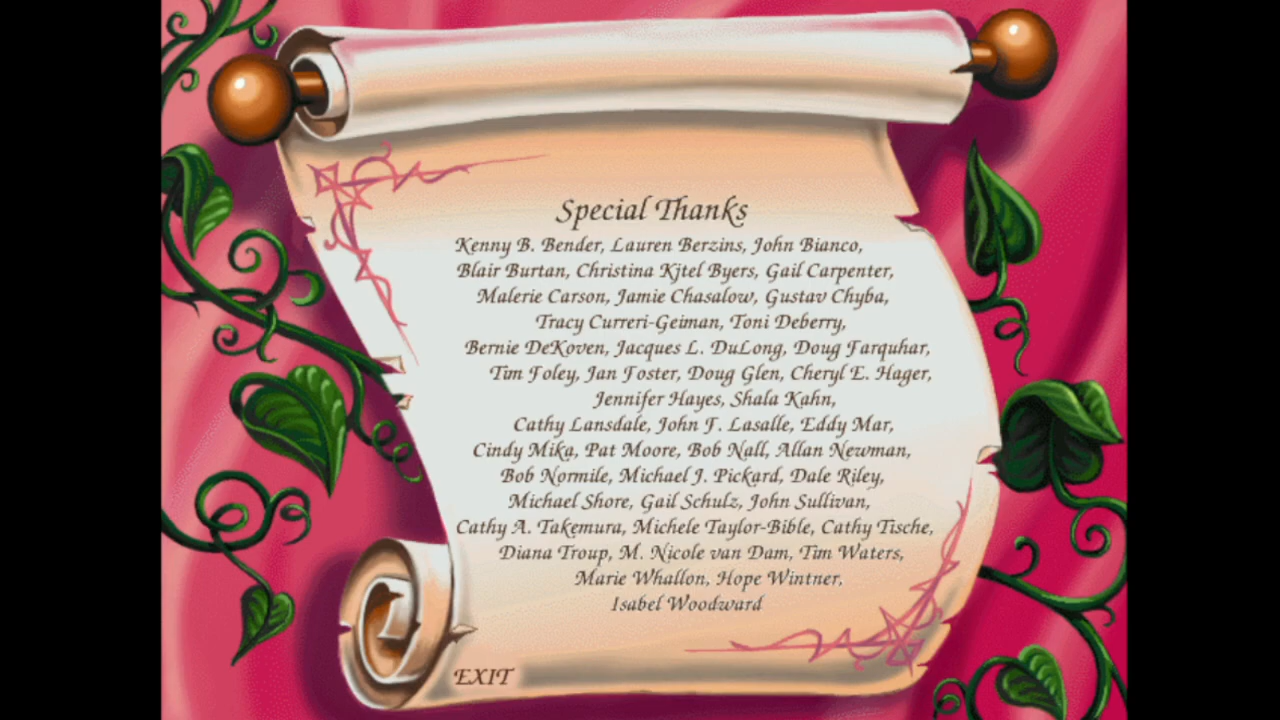 Special Thanks
Kenny B. Bender, Lauren Berzins, John Bianco,
Blair Burtan, Christina Kjtel Byers, Gail Carpenter,
Malerie Carson, Jamie Chasalow, Gustav Chyba,
Tracy Curreri-Geiman, Toni Deberry,
Bernie DeKoven, Jacques L. DuLong, Doug Farquhar,
Tim Foley, Jan Foster, Doug Glen, Cheryl E. Hager,
Jennifer Hayes, Shala Kahn,
Cathy Lansdale, John F. Lasalle, Eddy Mar,
Cindy Mika, Pat Moore, Bob Nall, Allan Newman,
Bob Normile, Michael J. Pickard, Dale Riley,
Michael Shore, Gail Schulz, John Sullivan,
Cathy A. Takemura, Michele Taylor-Bible, Cathy Tische,
Diana Troup, M. Nicole van Dam, Tim Waters,
Marie Whallon, Hope Wintner,
Isabel Woodward
EXIT